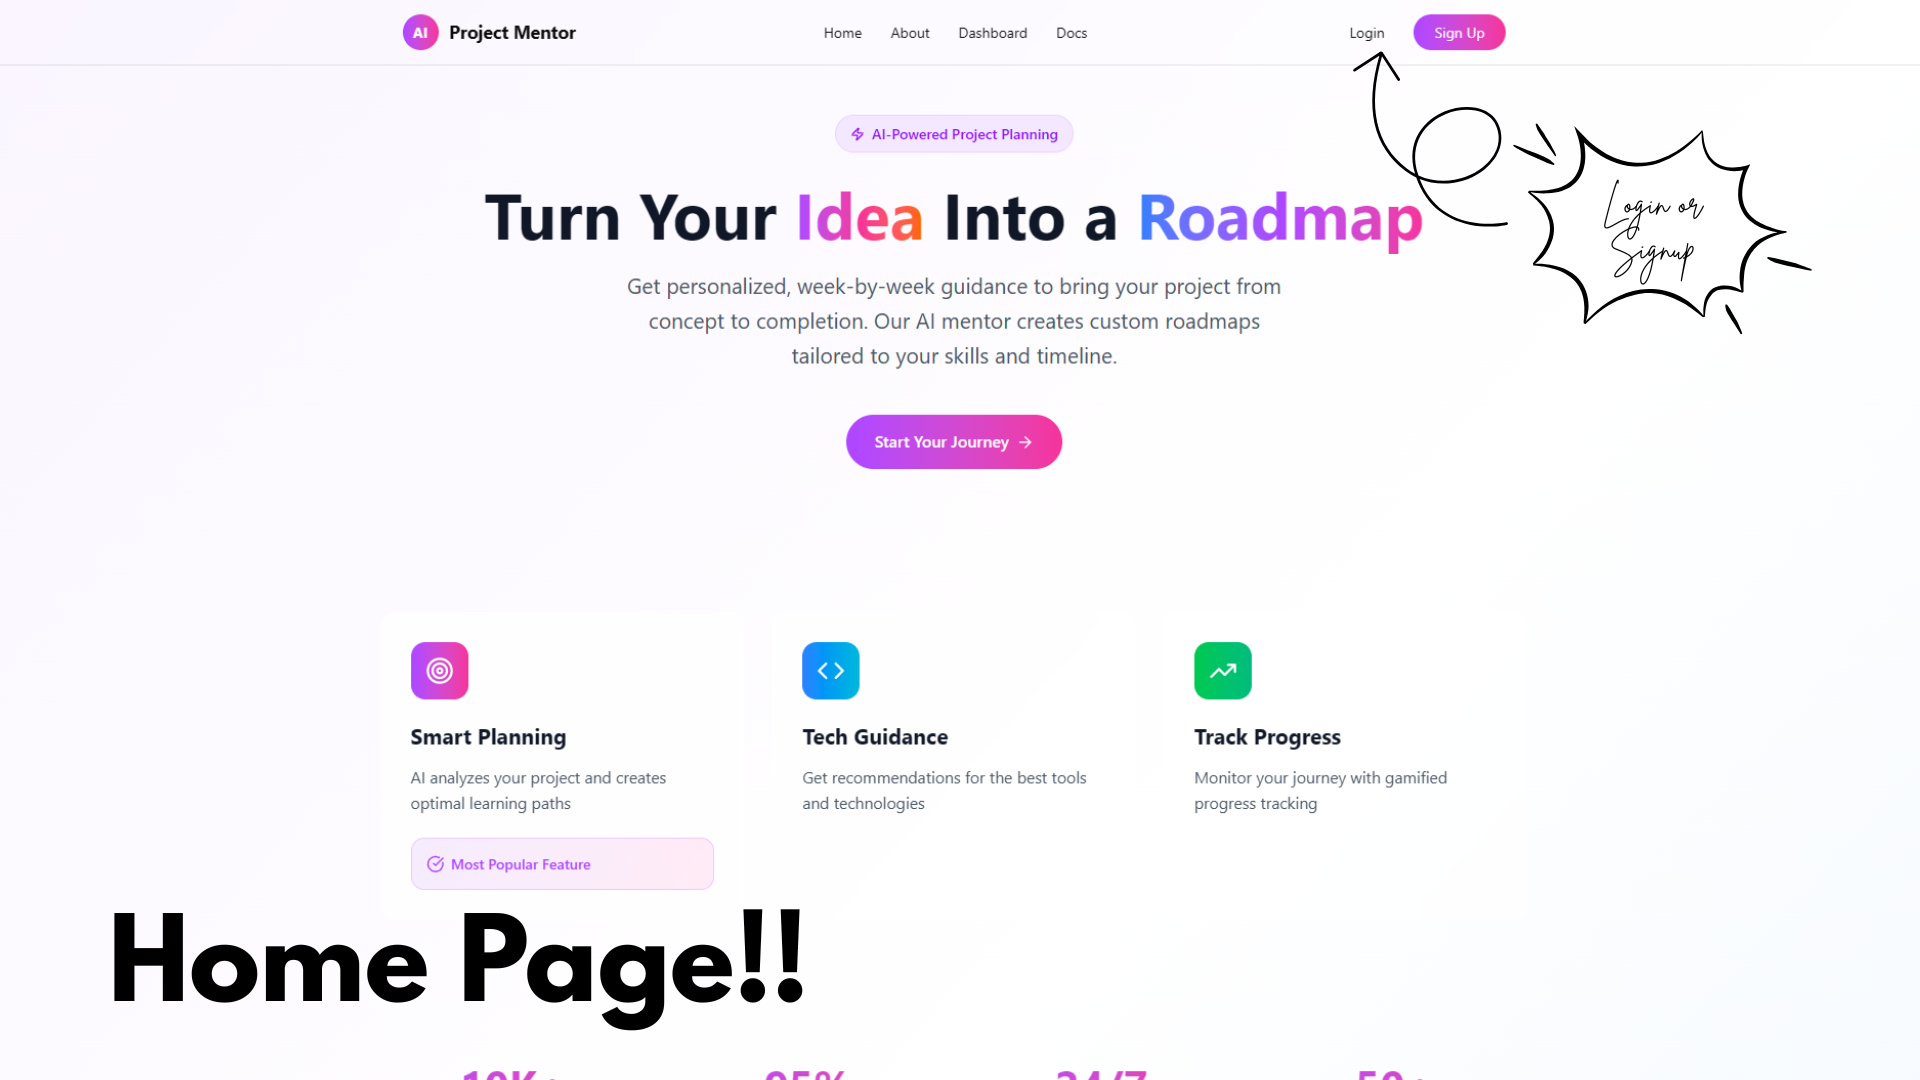 AI Project Mentor
Home About Dashboard Docs
Login Sign Up
AI-Powered Project Planning
Turn Your Idea Into a Roadmap
Get personalized, week-by-week guidance to bring your project from
concept to completion. Our AI mentor creates custom roadmaps
tailored to your skills and timeline.
Login or
Signup
Start Your Journey →
Smart Planning
AI analyzes your project and creates
optimal learning paths
Most Popular Feature
Tech Guidance
Get recommendations for the best tools
and technologies
Track Progress
Monitor your journey with gamified
progress tracking
Home Page!!
95%
24/7